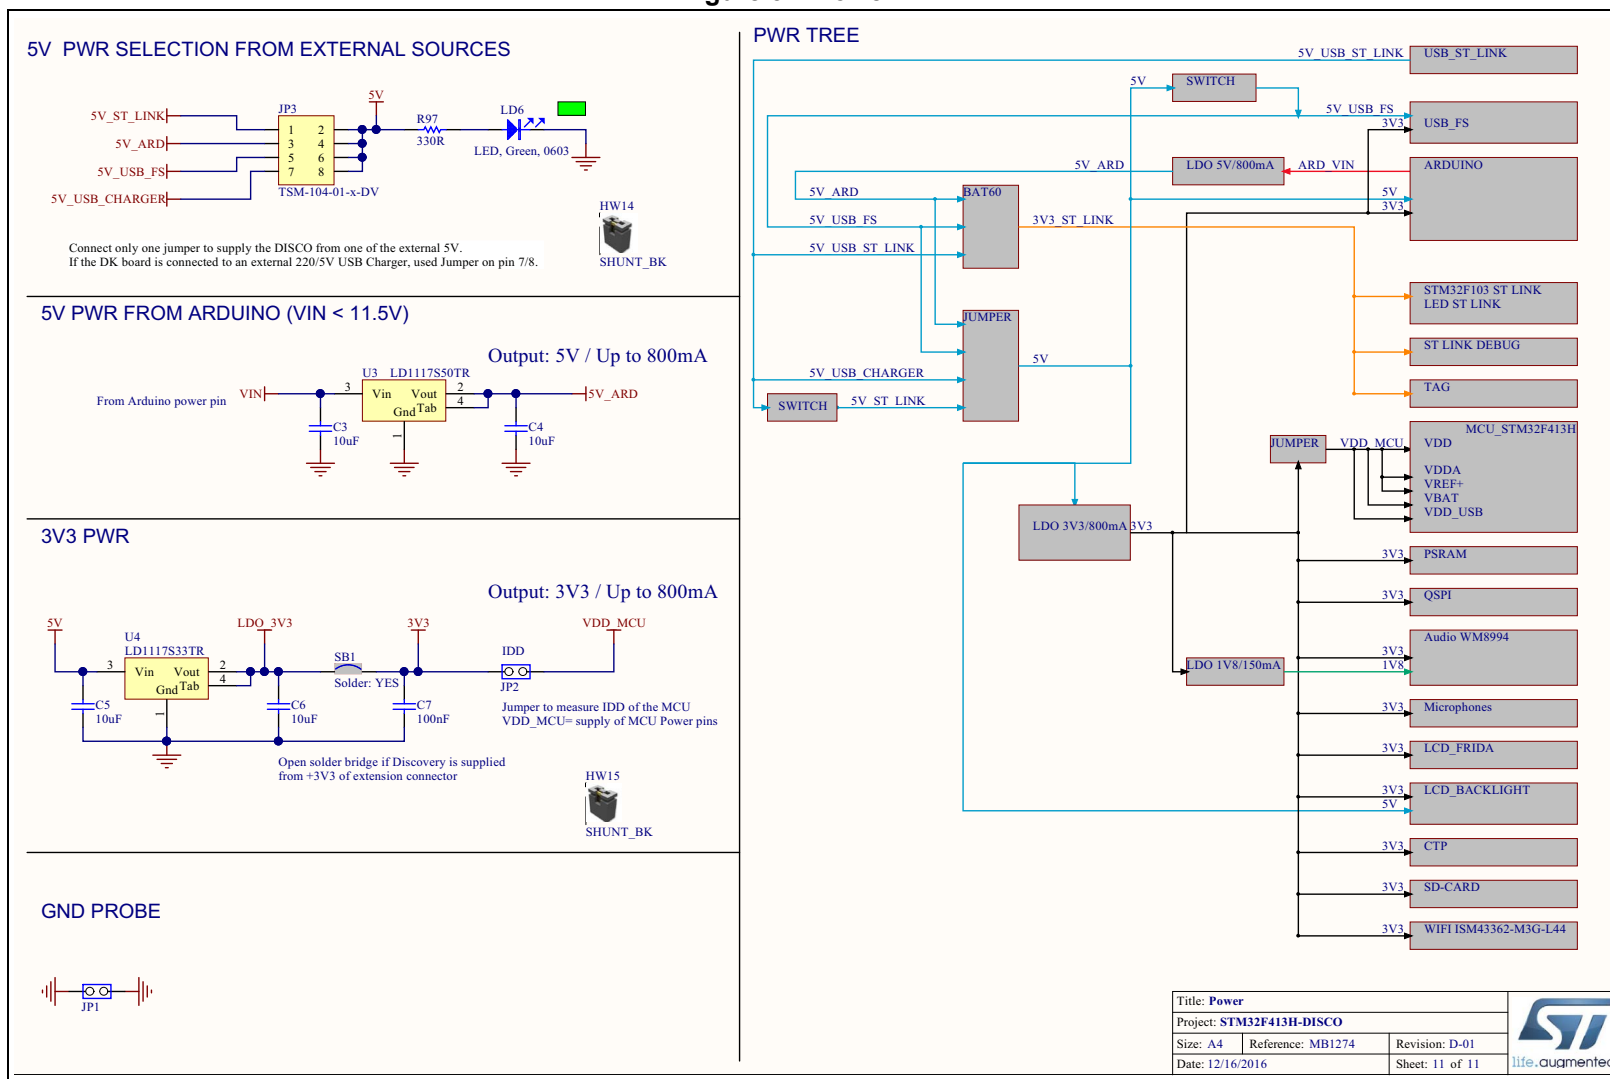 5V PWR SELECTION FROM EXTERNAL SOURCES
5V
JP3
LD6
5V_ST_LINK
1 2
R97
5V_ARD
3 4
330R
5V_USB_FS
5 6
LED, Green, 0603
7 8
5V_USB_CHARGER
TSM-104-01-x-DV
HW14
Connect only one jumper to supply the DISCO from one of the external 5V.
If the DK board is connected to an external 220/5V USB Charger, used Jumper on pin 7/8.
SHUNT_BK
5V PWR FROM ARDUINO (VIN < 11.5V)
Output: 5V / Up to 800mA
U3 LD1117S50TR
From Arduino power pin
VIN
3
Vin Vout
2
Gnd Tab
4
1
5V_ARD
C3
10uF
C4
10uF
3V3 PWR
Output: 3V3 / Up to 800mA
5V
LDO_3V3
3V3
VDD_MCU
U4
LD1117S33TR
3
Vin Vout
2
Gnd Tab
4
1
SB1
Solder: YES
IDD
JP2
C5
10uF
C6
10uF
C7
100nF
Jumper to measure IDD of the MCU
VDD_MCU= supply of MCU Power pins
Open solder bridge if Discovery is supplied
from +3V3 of extension connector
HW15
SHUNT_BK
GND PROBE
JP1
PWR TREE
5V_USB_ST_LINK
USB_ST_LINK
5V
SWITCH
5V_USB_FS
3V3
USB_FS
5V_ARD
LDO 5V/800mA
ARD_VIN
ARDUINO
5V
3V3
5V_ARD
BAT60
5V_USB_FS
3V3_ST_LINK
5V_USB_ST_LINK
STM32F103 ST LINK
LED ST LINK
JUMPER
5V
ST LINK DEBUG
5V_USB_CHARGER
TAG
SWITCH
5V_ST_LINK
JUMPER
VDD_MCU
MCU_STM32F413H
VDD
VDDA
VREF+
VBAT
VDD_USB
LDO 3V3/800mA
3V3
3V3
PSRAM
3V3
QSPI
Audio WM8994
3V3
LDO 1V8/150mA
1V8
3V3
Microphones
3V3
LCD_FRIDA
3V3
LCD_BACKLIGHT
5V
3V3
CTP
3V3
SD-CARD
3V3
WIFI ISM43362-M3G-L44
Title: Power
Project: STM32F413H-DISCO
Size: A4 Reference: MB1274 Revision: D-01
Date: 12/16/2016 Sheet: 11 of 11
ST
life.augmented